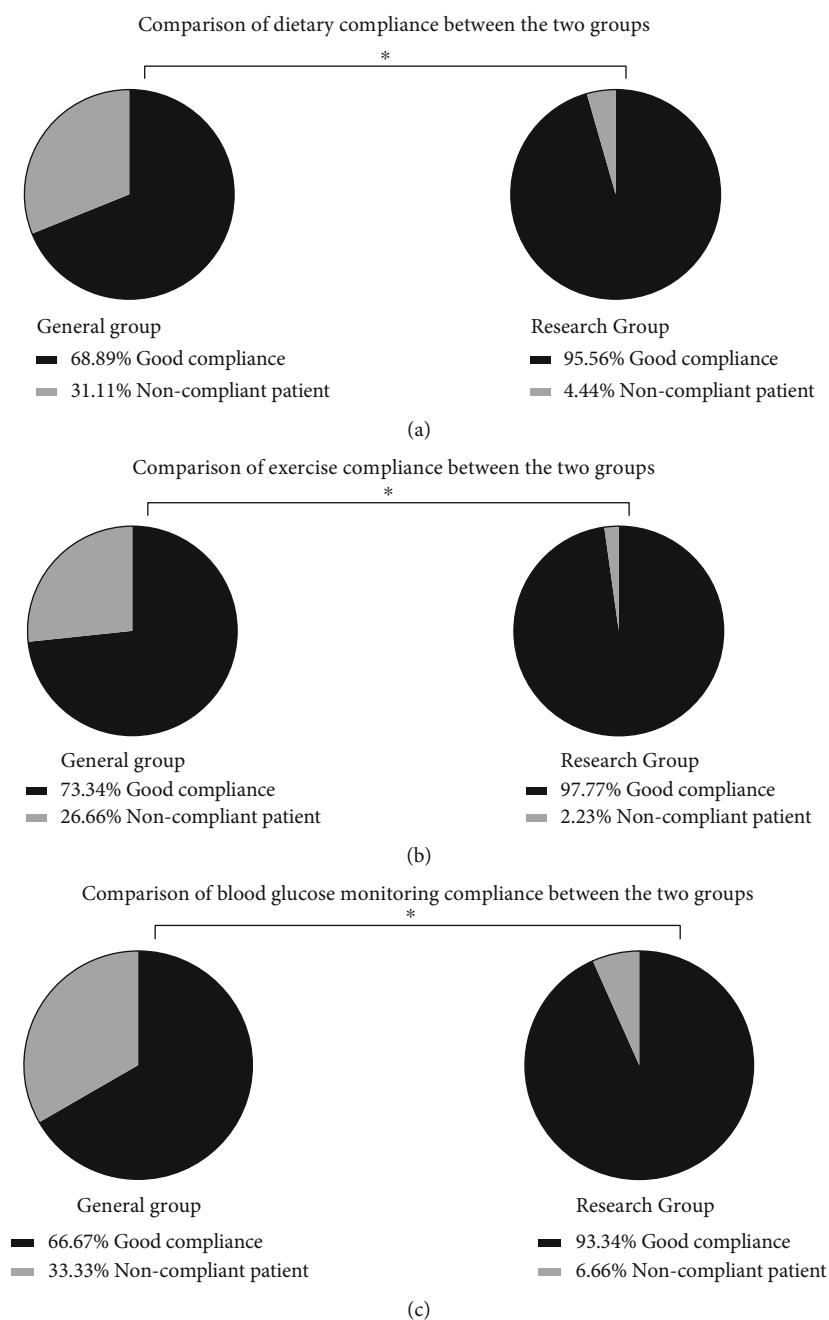 Comparison of dietary compliance between the two groups
*
General group
68.89% Good compliance
31.11% Non-compliant patient
Research Group
95.56% Good compliance
4.44% Non-compliant patient
(a)
Comparison of exercise compliance between the two groups
*
General group
73.34% Good compliance
26.66% Non-compliant patient
Research Group
97.77% Good compliance
2.23% Non-compliant patient
(b)
Comparison of blood glucose monitoring compliance between the two groups
*
General group
66.67% Good compliance
33.33% Non-compliant patient
Research Group
93.34% Good compliance
6.66% Non-compliant patient
(c)